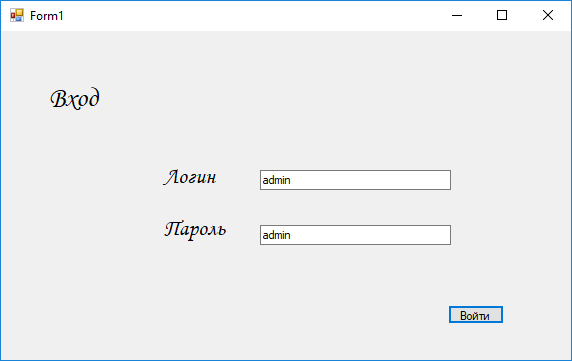 Form1
Вход
Логин admin
Пароль admin
Войти